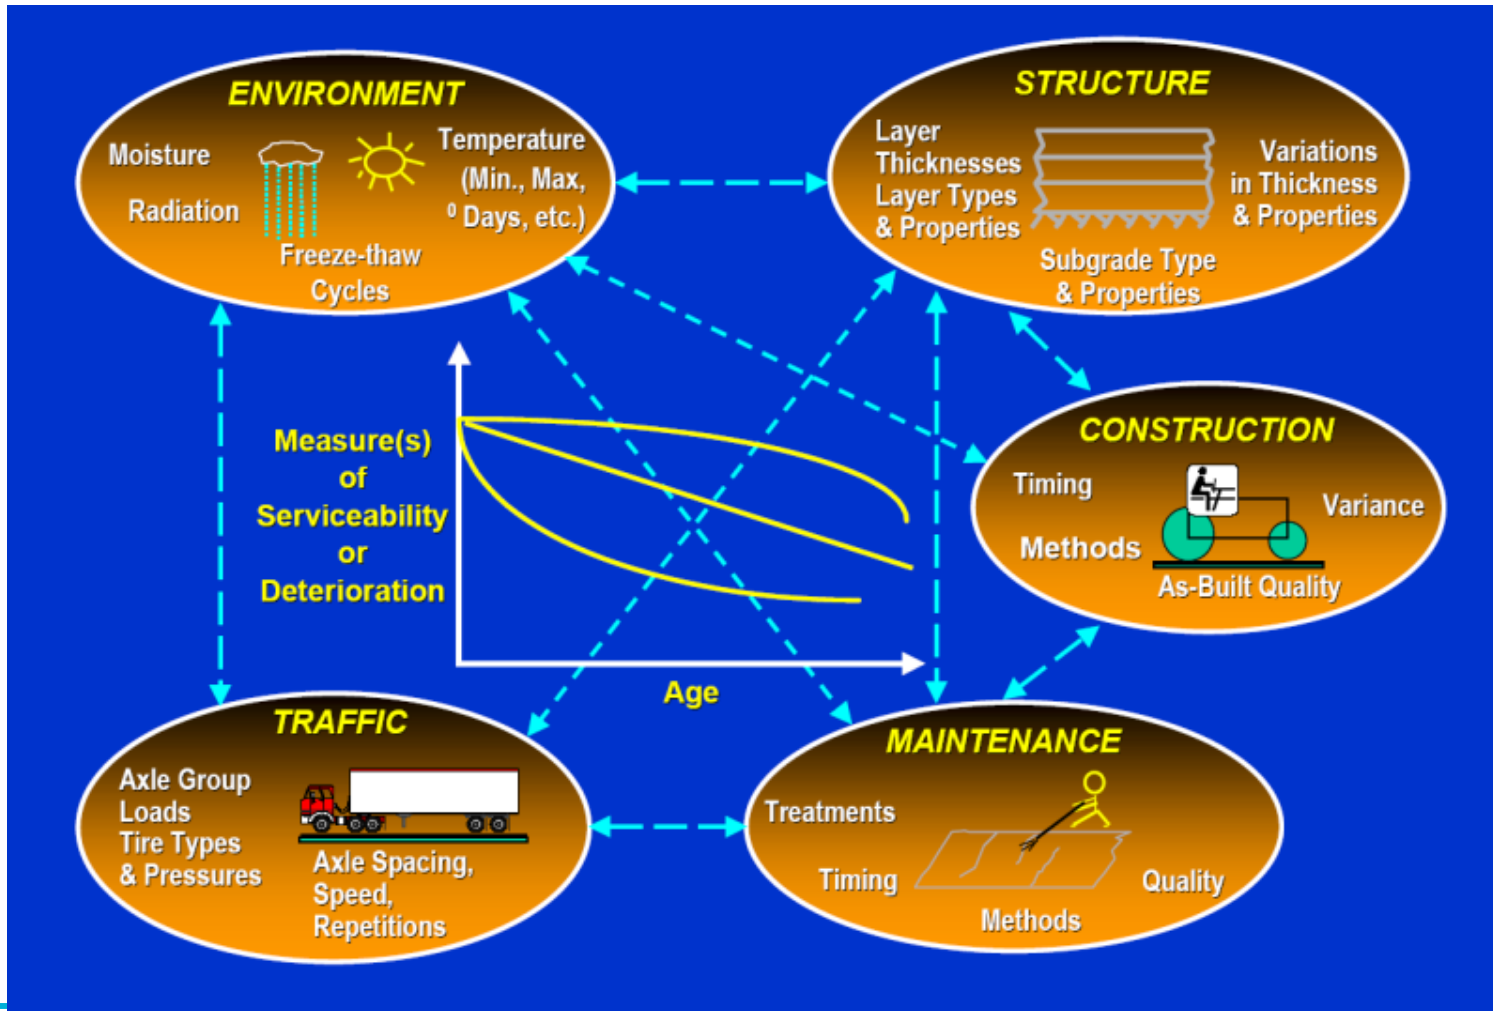 ENVIRONMENT
Moisture
Radiation
Temperature
(Min., Max,
⁰ Days, etc.)
Freeze-thaw
Cycles
STRUCTURE
Layer
Thicknesses
Layer Types
& Properties
Variations
in Thickness
& Properties
Subgrade Type
& Properties
Measure(s)
of
Serviceability
or
Deterioration
Age
CONSTRUCTION
Timing
Methods
Variance
As-Built Quality
TRAFFIC
Axle Group
Loads
Tire Types
& Pressures
Axle Spacing,
Speed,
Repetitions
MAINTENANCE
Treatments
Timing
Methods
Quality